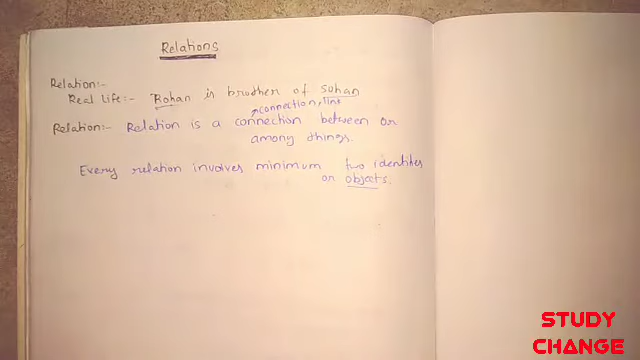 Relations
Relation:-
Real Life:- Rohan is brother of sohan
connection, link
Relation:- Relation is a connection between or
among things.
Every relation involves minimum two identities
or objects.
STUDY
CHANGE